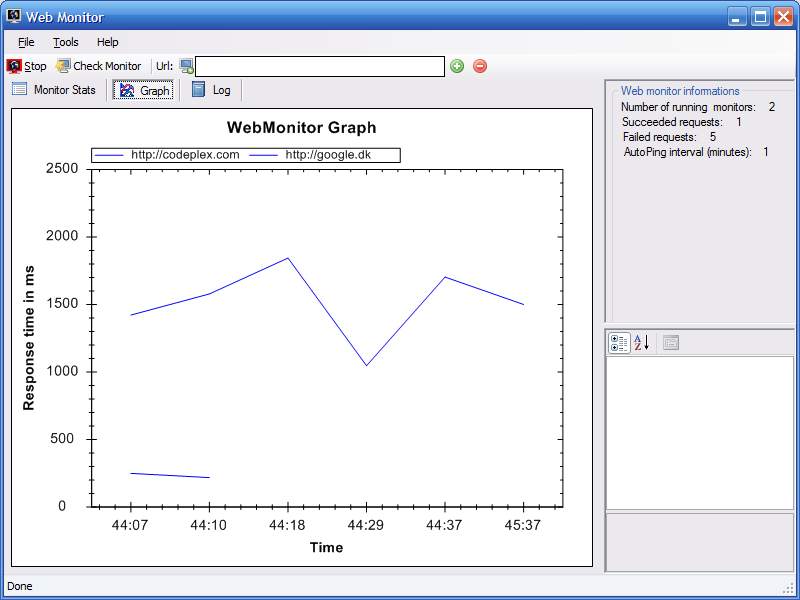 Web Monitor
File Tools Help
Stop Check Monitor Url:
Monitor Stats Graph Log
WebMonitor Graph
http://codeplex.com http://google.dk
2500
2000
1500
1000
500
0
Response time in ms
44:07 44:10 44:18 44:29 44:37 45:37
Time
Web monitor informations
Number of running monitors: 2
Succeeded requests: 1
Failed requests: 5
AutoPing interval (minutes): 1
A
Z
Done